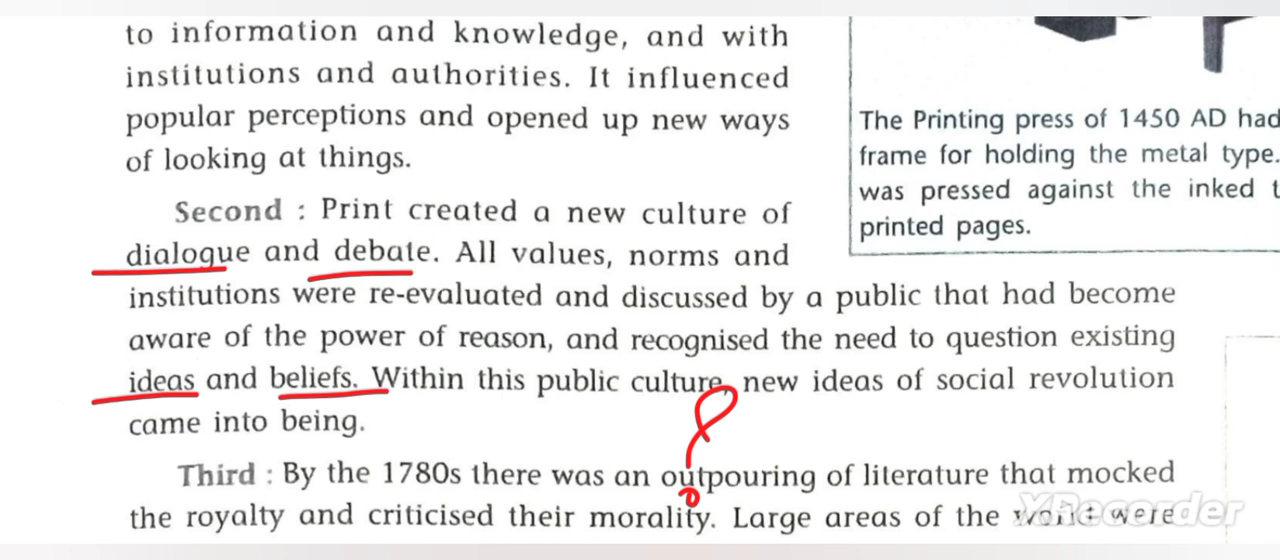 to information and knowledge, and with
institutions and authorities. It influenced
popular perceptions and opened up new ways
of looking at things.
The Printing press of 1450 AD had
frame for holding the metal type.
was pressed against the inked t
printed pages.
Second : Print created a new culture of
dialogue and debate. All values, norms and
institutions were re-evaluated and discussed by a public that had become
aware of the power of reason, and recognised the need to question existing
ideas and beliefs. Within this public culture, new ideas of social revolution
came into being.
Third : By the 1780s there was an outpouring of literature that mocked
the royalty and criticised their morality. Large areas of the world were
XRecorder